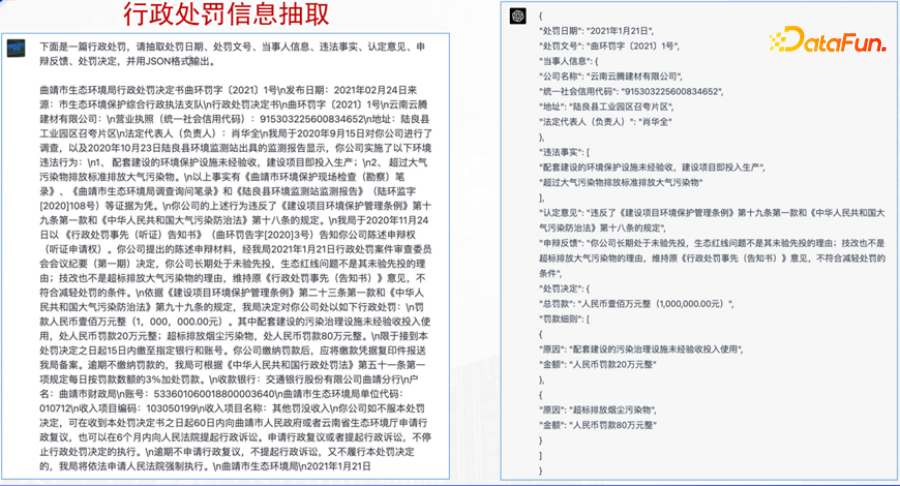 行政处罚信息抽取
下面是一篇行政处罚，请抽取处罚日期、处罚文号、当事人信息、违法事实、认定意见、申
辩反馈、处罚决定，并用JSON格式输出。
曲靖市生态环境局行政处罚决定书曲环罚字〔2021〕1号\n发布日期：2021年02月24日来
源：市生态环境保护综合行政执法支队\n行政处罚决定书\n曲环罚字〔2021〕1号\n云南云腾
建材有限公司：\n营业执照（统一社会信用代码）：915303225600834652\n地址：陆良县
工业园区召夸片区\n法定代表人（负责人）：肖华全\n我局于2020年9月15日对你公司进行了
调查，以及2020年10月23日陆良县环境监测站出具的监测报告显示，你公司实施了以下环境
违法行为：\n1、配套建设的环境保护设施未经验收，建设项目即投入生产；\n2、超过大气
污染物排放标准排放大气污染物。\n以上事实有《曲靖市环境保护现场检查（勘察）笔
录》、《曲靖市生态环境局调查询问笔录》和《陆良县环境监测站监测报告》（陆环监字
[2020]108号）等证据为凭。\n你公司的上述行为违反了《建设项目环境保护管理条例》第十
九条第一款和《中华人民共和国大气污染防治法》第十八条的规定。\n我局于2020年11月24
日以《行政处罚事先（听证）告知书》（曲环罚告字[2020]3号）告知你公司陈述申辩权
（听证申请权）。你公司提出的陈述申辩材料，经我局2021年1月21日行政处罚案件审查委员
会会议纪要（第一期）决定，你公司长期处于未验先投，生态红线问题不是其未验先投的理
由；技改也不是超标排放大气污染物的理由，维持原《行政处罚事先（告知书）》意见，不
符合减轻处罚的条件。\n依据《建设项目环境保护管理条例》第二十三条第一款和《中华人
民共和国大气污染防治法》第九十九条的规定，我局决定对你公司处以如下行政处罚：\n罚
款人民币壹佰万元整（1，000，000.00元）。其中配套建设的污染治理设施未经验收投入使
用，处人民币罚款20万元整；超标排放烟尘污染物，处人民币罚款80万元整。\n限于接到本
处罚决定之日起15日内缴至指定银行和账号。你公司缴纳罚款后，应将缴款凭据复印件报送
我局备案。逾期不缴纳罚款的，我局可根据《中华人民共和国行政处罚法》第五十一条第一
项规定每日按罚款数额的3%加处罚款。\n收款银行：交通银行股份有限公司曲靖分行\n户
名：曲靖市财政局\n账号：533601060018800003640\n曲靖市生态环境局单位代码：
010712\n收入项目编码：103050199\n收入项目名称：其他罚没收入\n你公司如不服本处罚
决定，可在收到本处罚决定书之日起60日内向曲靖市人民政府或者云南省生态环境厅申请行
政复议，也可以在6个月内向人民法院提起行政诉讼。申请行政复议或者提起行政诉讼，不停
止行政处罚决定的执行。\n逾期不申请行政复议，不提起行政诉讼，又不履行本处罚决定
的，我局将依法申请人民法院强制执行。\n曲靖市生态环境局\n2021年1月21日
DataFun.
{
"处罚日期": "2021年1月21日",
"处罚文号": "曲环罚字〔2021〕1号",
"当事人信息": {
"公司名称": "云南云腾建材有限公司",
"统一社会信用代码": "915303225600834652",
"地址": "陆良县工业园区召夸片区",
"法定代表人（负责人）": "肖华全"
},
"违法事实": [
"配套建设的环境保护设施未经验收，建设项目即投入生产",
"超过大气污染物排放标准排放大气污染物"
],
"认定意见": "违反了《建设项目环境保护管理条例》第十九条第一款和《中华人民共和国大
气污染防治法》第十八条的规定",
"申辩反馈": "你公司长期处于未验先投，生态红线问题不是其未验先投的理由；技改也不是
超标排放大气污染物的理由，维持原《行政处罚事先（告知书）》意见，不符合减轻处罚的
条件",
"处罚决定": {
"总罚款": "人民币壹佰万元整（1,000,000.00元）",
"罚款细则": [
{
"原因": "配套建设的污染治理设施未经验收投入使用",
"金额": "人民币罚款20万元整"
},
{
"原因": "超标排放烟尘污染物",
"金额": "人民币罚款80万元整"
}
]
}